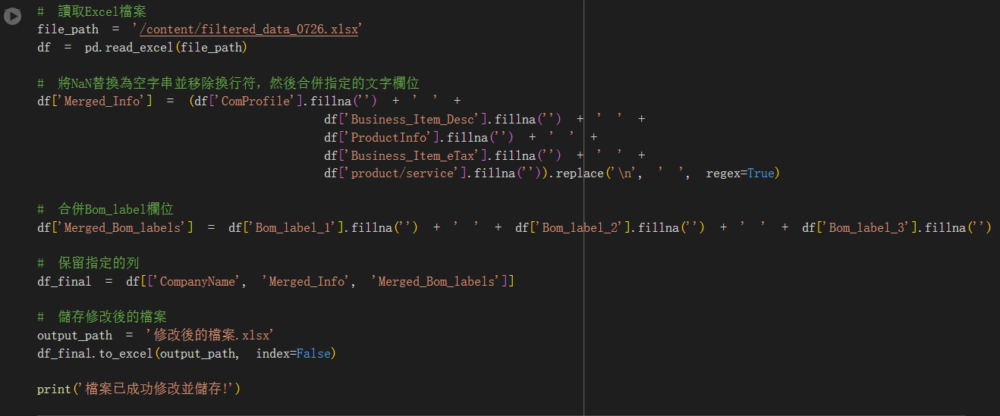 # 讀取Excel檔案
file_path = '/content/filtered_data_0726.xlsx'
df = pd.read_excel(file_path)
# 將NaN替換為空字串並移除換行符，然後合併指定的文字欄位
df['Merged_Info'] = (df['ComProfile'].fillna('') + ' ' +
df['Business_Item_Desc'].fillna('') + ' ' +
df['ProductInfo'].fillna('') + ' ' +
df['Business_Item_eTax'].fillna('') + ' ' +
df['product/service'].fillna('')).replace('\n', ' ', regex=True)
# 合併Bom_label欄位
df['Merged_Bom_labels'] = df['Bom_label_1'].fillna('') + ' ' + df['Bom_label_2'].fillna('') + ' ' + df['Bom_label_3'].fillna('')
# 保留指定的列
df_final = df[['CompanyName', 'Merged_Info', 'Merged_Bom_labels']]
# 儲存修改後的檔案
output_path = '修改後的檔案.xlsx'
df_final.to_excel(output_path, index=False)
print('檔案已成功修改並儲存!')